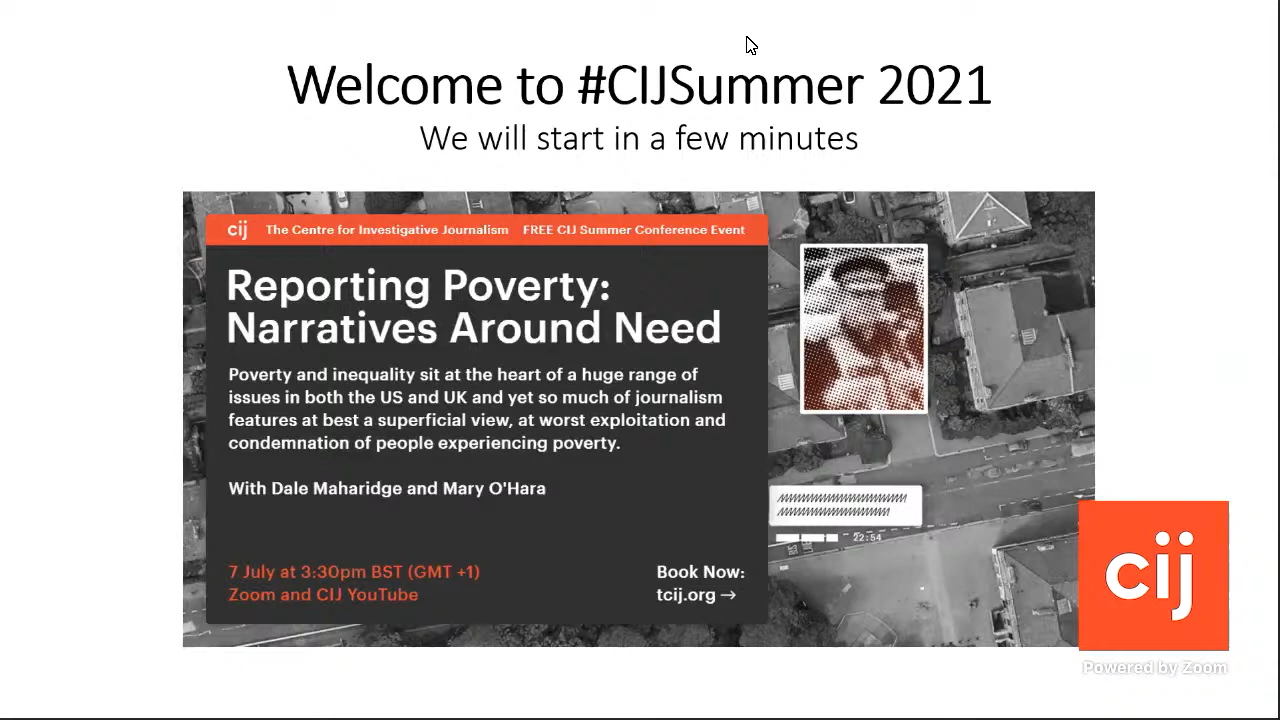 Welcome to #CIJSummer 2021
We will start in a few minutes
cij The Centre for Investigative Journalism FREE CIJ Summer Conference Event
Reporting Poverty:
Narratives Around Need
Poverty and inequality sit at the heart of a huge range of
issues in both the US and UK and yet so much of journalism
features at best a superficial view, at worst exploitation and
condemnation of people experiencing poverty.
With Dale Maharidge and Mary O'Hara
7 July at 3:30pm BST (GMT +1)
Zoom and CIJ YouTube
Book Now:
tcij.org →
22:54
cij
Powered by Zoom